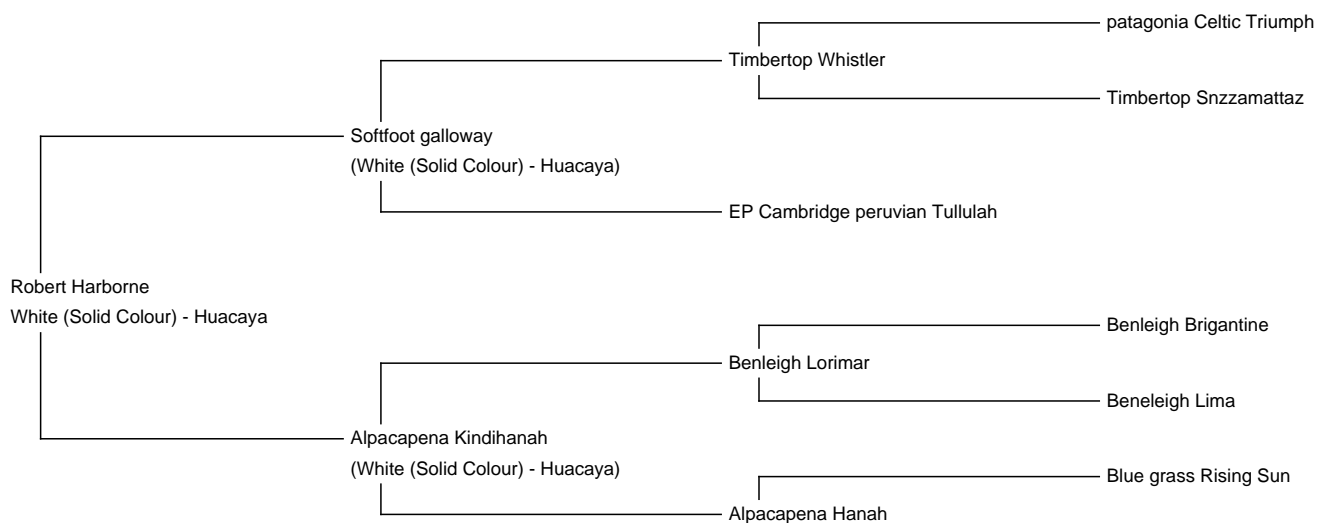 patagonia Celtic Triumph
Timbertop Whistler
Timbertop Snzzamattaz
Softfoot galloway
(White (Solid Colour) - Huacaya)
EP Cambridge peruvian Tullulah
Robert Harborne
White (Solid Colour) - Huacaya
Benleigh Brigantine
Benleigh Lorimar
Beneleigh Lima
Alpacapena Kindihanah
(White (Solid Colour) - Huacaya)
Blue grass Rising Sun
Alpacapena Hanah